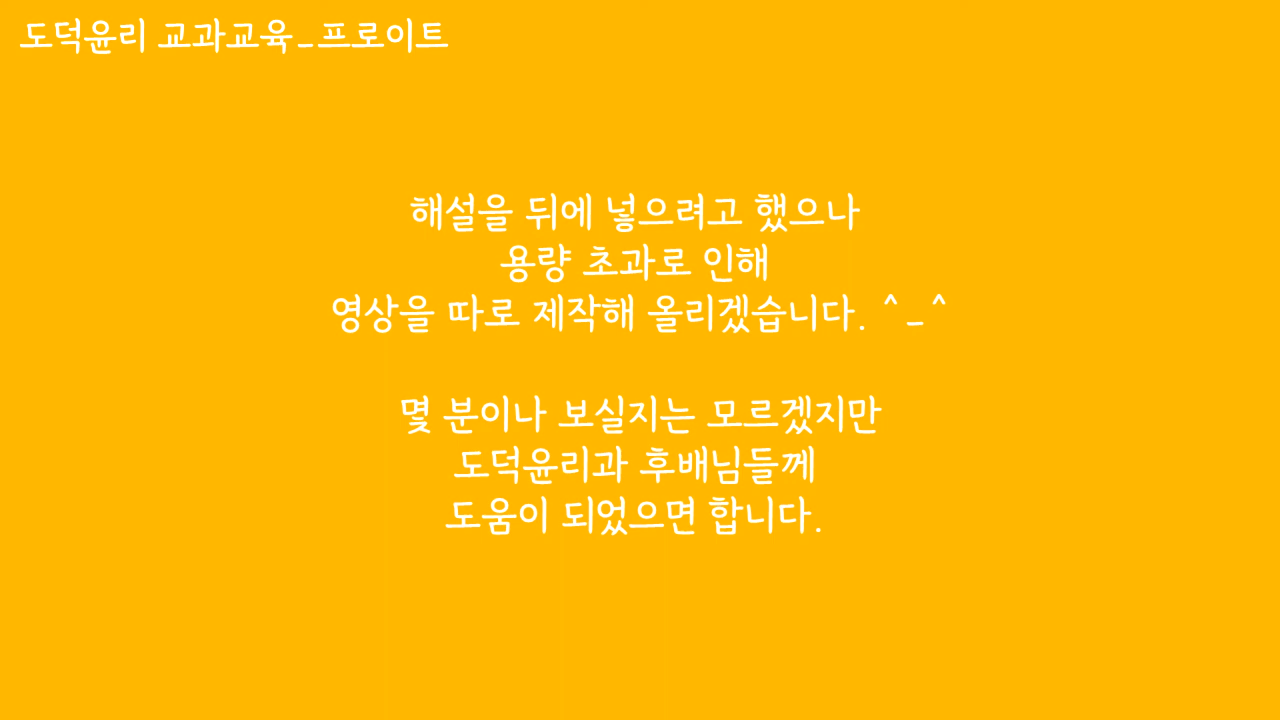 도덕윤리 교과교육_프로이트
해설을 뒤에 넣으려고 했으나
용량 초과로 인해
영상을 따로 제작해 올리겠습니다. ^_^
몇 분이나 보실지는 모르겠지만
도덕윤리과 후배님들께
도움이 되었으면 합니다.